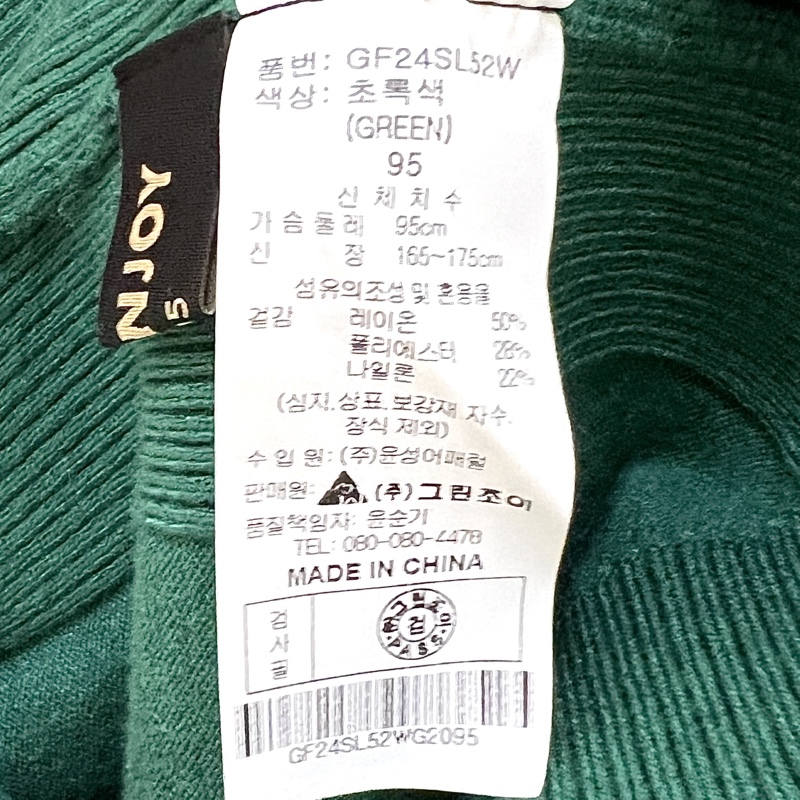 NJOY
5
품번: GF24SL52W
색상: 초록색
(GREEN)
95
신 체 치 수
가 슴 둘 레 95cm
신 장 165~175cm
섬유의조성 및 혼용율
겉감 레이온 50%
폴리에스터 28%
나일론 22%
(심지.상표.보강재 자수.
장식 제외)
수 입 원: (주)윤성어패럴
판매원: (주)그린조이
품질책임자: 윤순기
TEL: 080-080-4478
MADE IN CHINA
검
사
필
검
PASS
GF24SL52WG2095